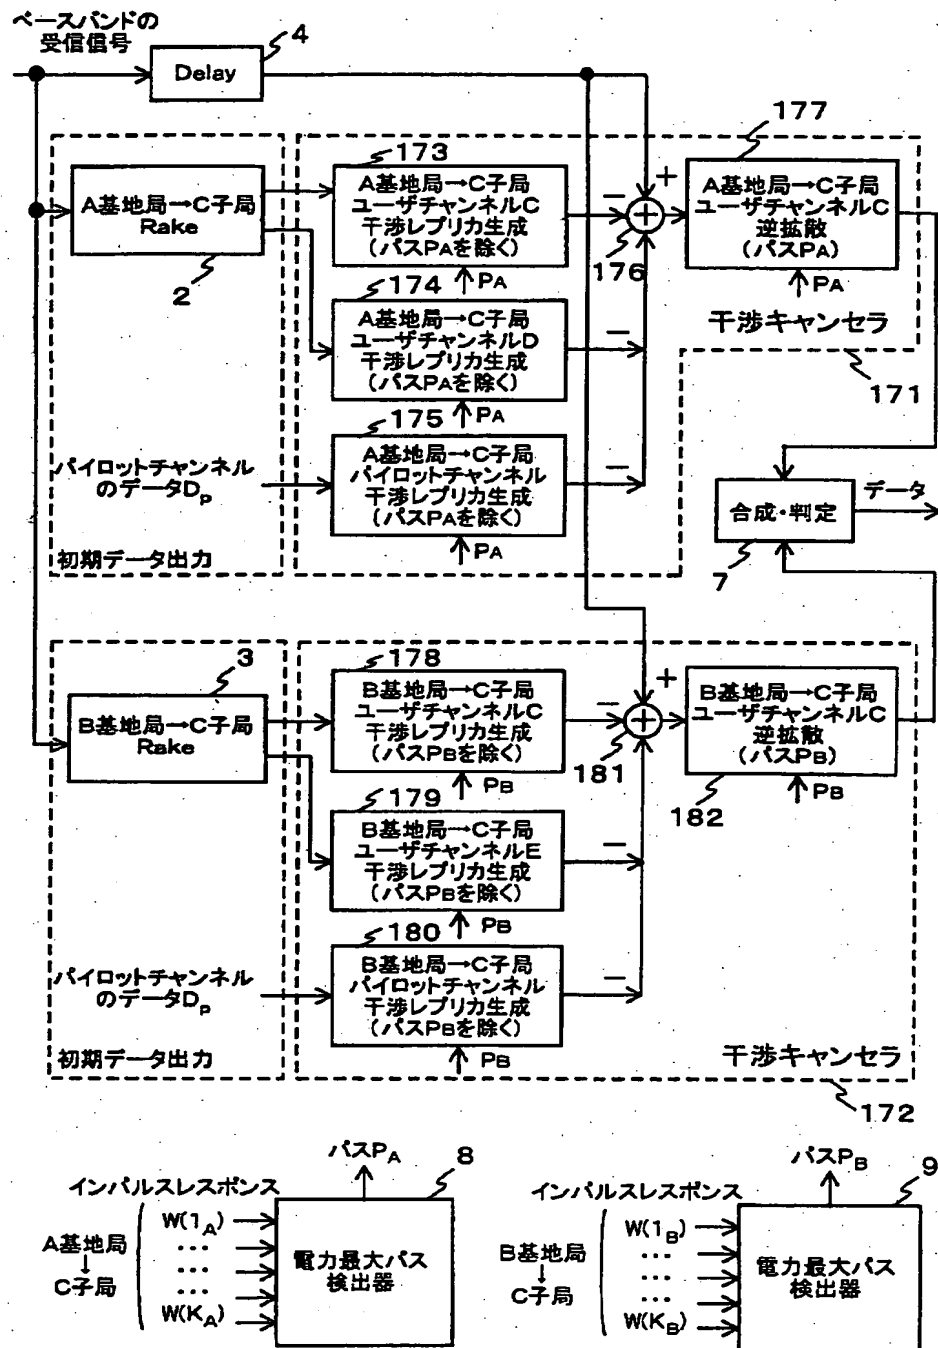 ベースバンドの
受信信号
4
Delay
177
173
A基地局→C子局
Rake
2
A基地局→C子局
ユーザチャンネルC
干渉レプリカ生成
(パスPAを除く)
PA
－
＋
176
A基地局→C子局
ユーザチャンネルC
逆拡散
(パスPA)
PA
174
A基地局→C子局
ユーザチャンネルD
干渉レプリカ生成
(パスPAを除く)
PA
－
干渉キャンセラ
171
175
パイロットチャンネル
のデータDp
A基地局→C子局
パイロットチャンネル
干渉レプリカ生成
(パスPAを除く)
PA
－
初期データ出力
合成・判定
データ
7
3
178
B基地局→C子局
Rake
B基地局→C子局
ユーザチャンネルC
干渉レプリカ生成
(パスPBを除く)
PB
－
＋
181
B基地局→C子局
ユーザチャンネルC
逆拡散
(パスPB)
PB
182
179
B基地局→C子局
ユーザチャンネルE
干渉レプリカ生成
(パスPBを除く)
PB
－
180
パイロットチャンネル
のデータDp
B基地局→C子局
パイロットチャンネル
干渉レプリカ生成
(パスPBを除く)
PB
－
初期データ出力
干渉キャンセラ
172
パスPA
8
インパルスレスポンス
A基地局
↓
C子局
W(1A)
・・・
・・・
・・・
W(KA)
電力最大パス
検出器
パスPB
9
インパルスレスポンス
B基地局
↓
C子局
W(1B)
・・・
・・・
・・・
W(KB)
電力最大パス
検出器